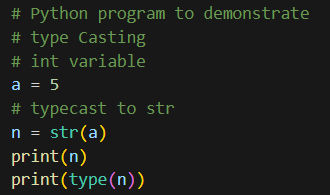 # Python program to demonstrate
# type Casting
# int variable
a = 5
# typecast to str
n = str(a)
print(n)
print(type(n))